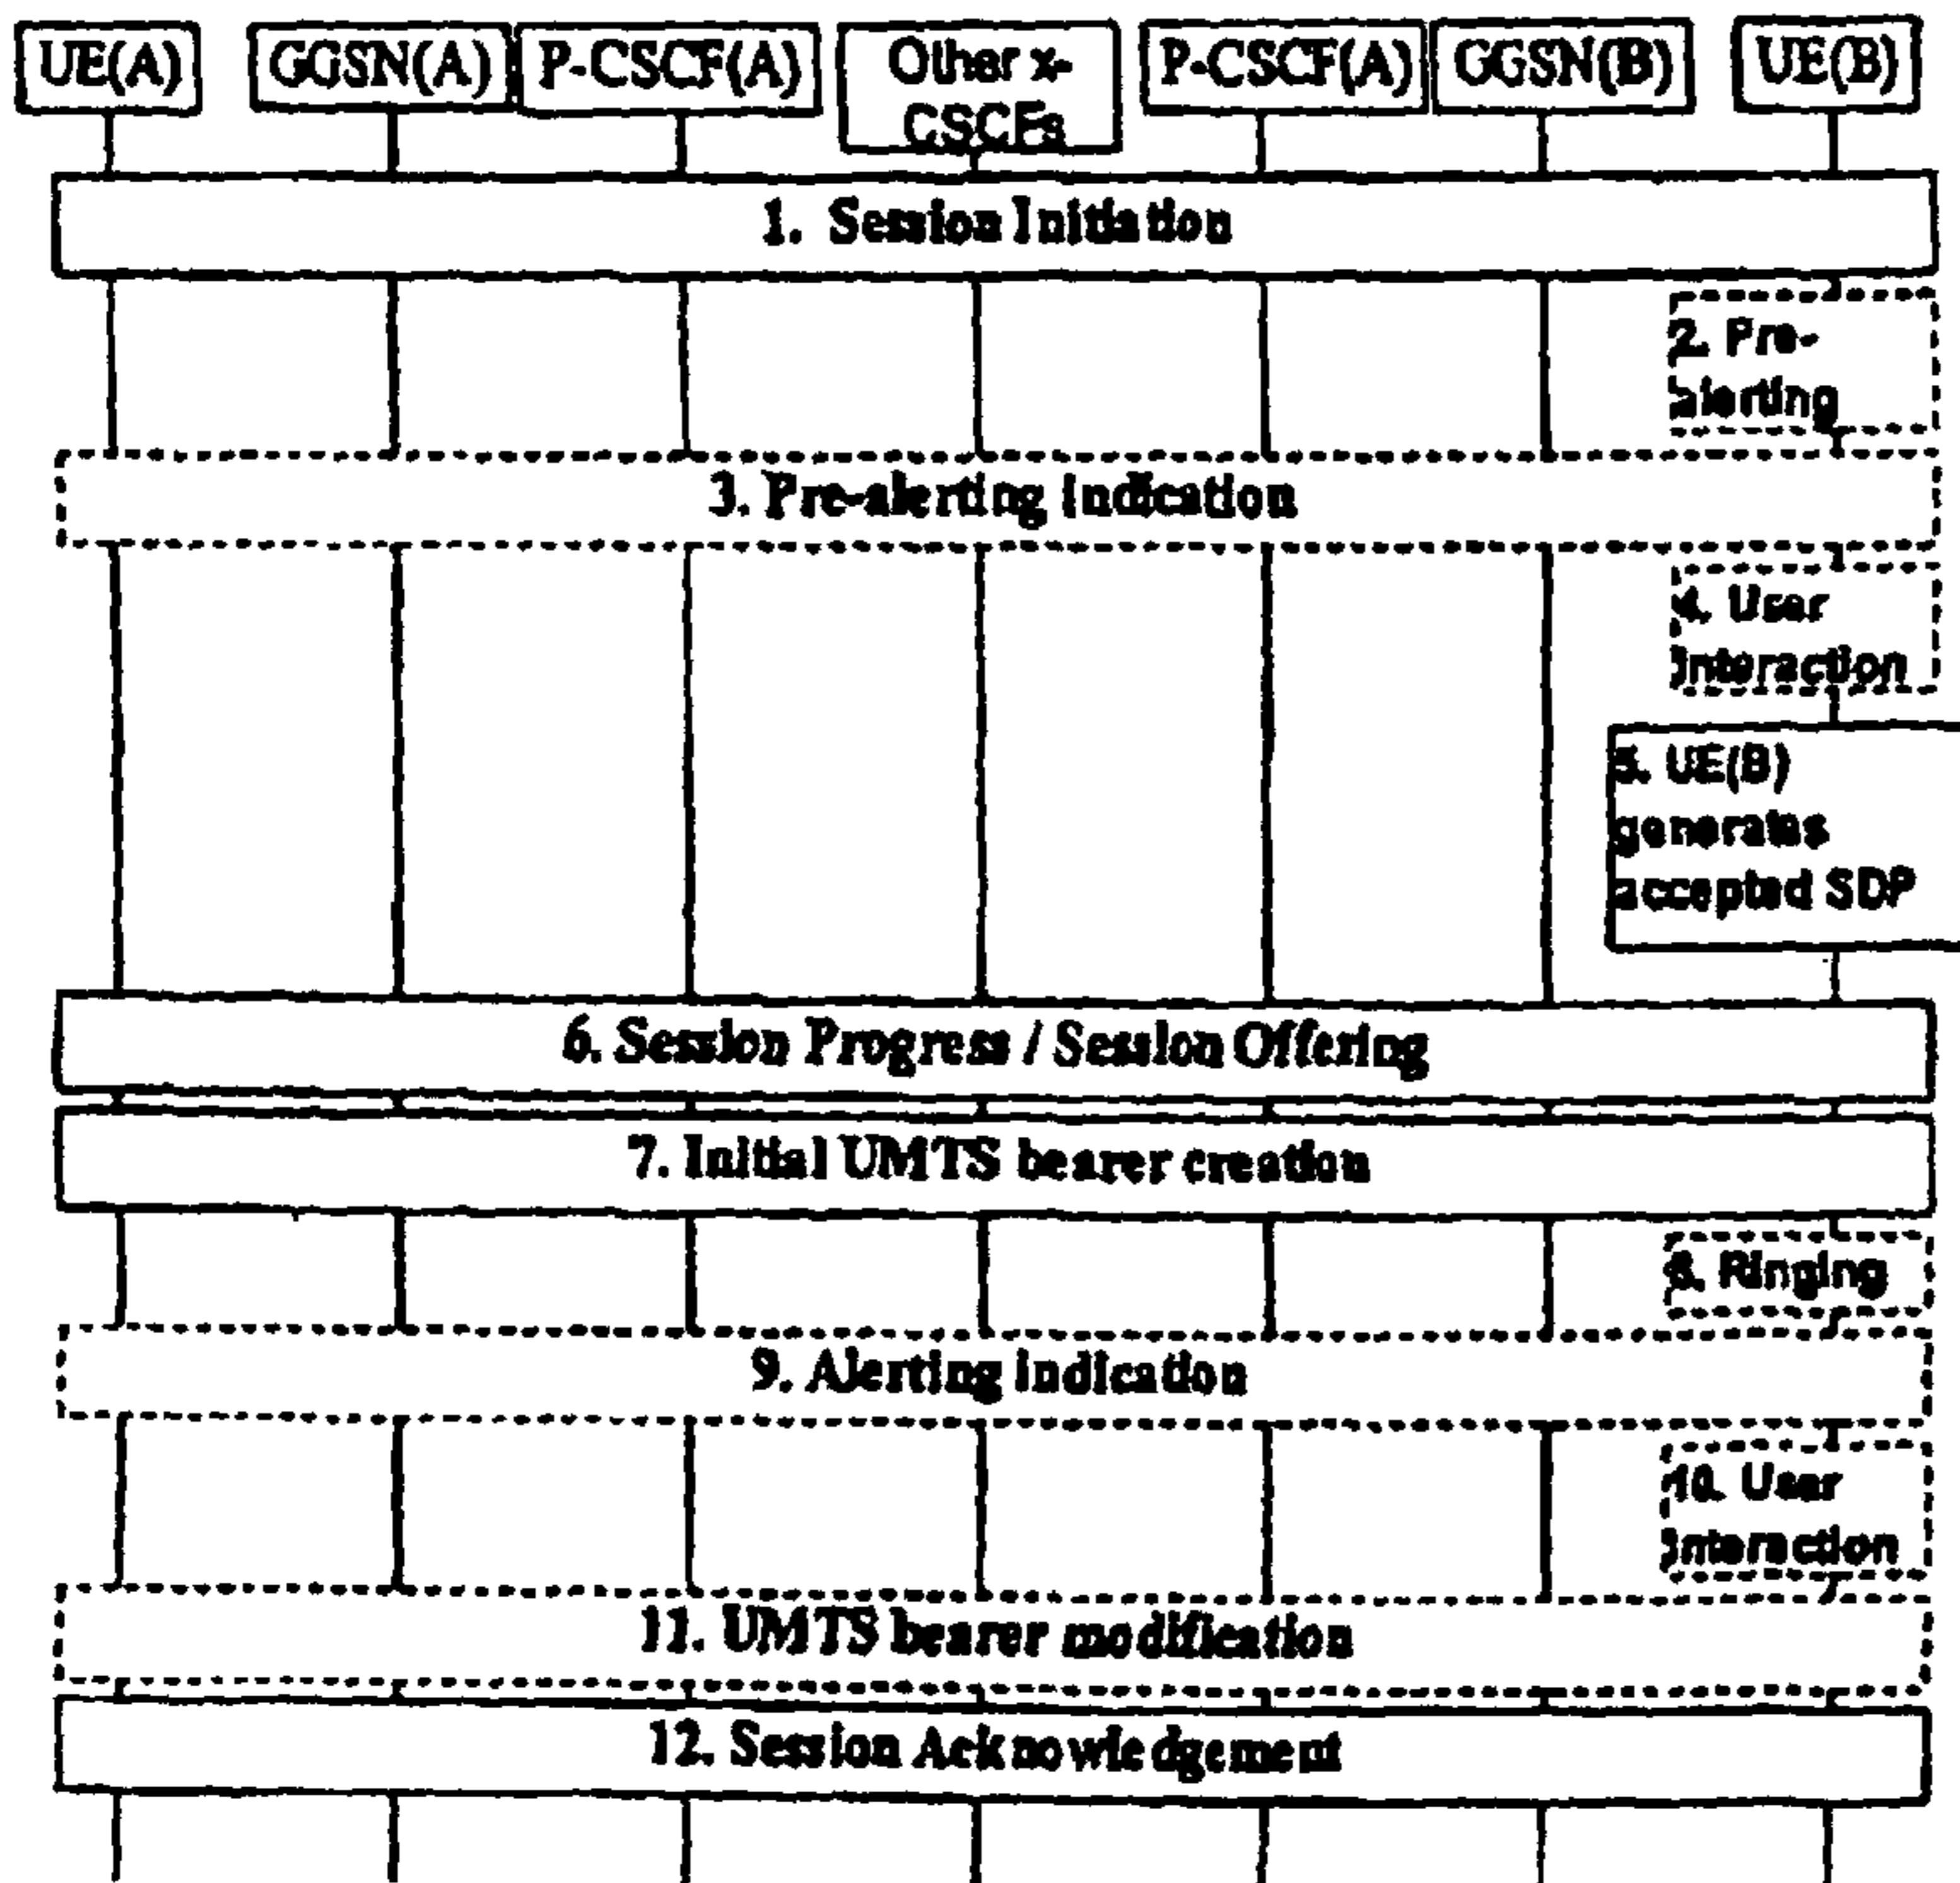 UE(A)
GGSN(A)
P-CSCF(A)
Other x-
CSCFs
P-CSCF(A)
GGSN(B)
UE(B)
1. Session Initiation
2. Pre-
alerting
3. Pre-alerting indication
4. User
interaction
5. UE(B)
generates
accepted SDP
6. Session Progress / Session Offering
7. Initial UMTS bearer creation
8. Ringing
9. Alerting indication
10. User
interaction
11. UMTS bearer modification
12. Session Acknowledgement